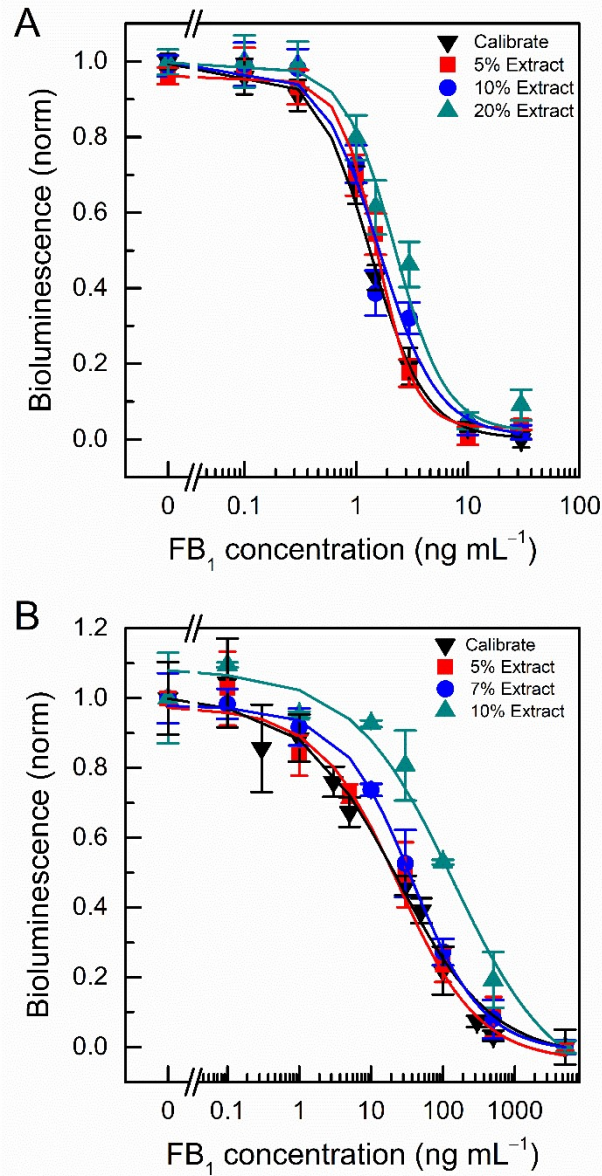 A
Bioluminescence (norm)
1.0
0.8
0.6
0.4
0.2
0.0
Calibrate
5% Extract
10% Extract
20% Extract
0 0.1 1 10 100
FB₁ concentration (ng mL⁻¹)
B
Bioluminescence (norm)
1.2
1.0
0.8
0.6
0.4
0.2
0.0
Calibrate
5% Extract
7% Extract
10% Extract
0 0.1 1 10 100 1000
FB₁ concentration (ng mL⁻¹)